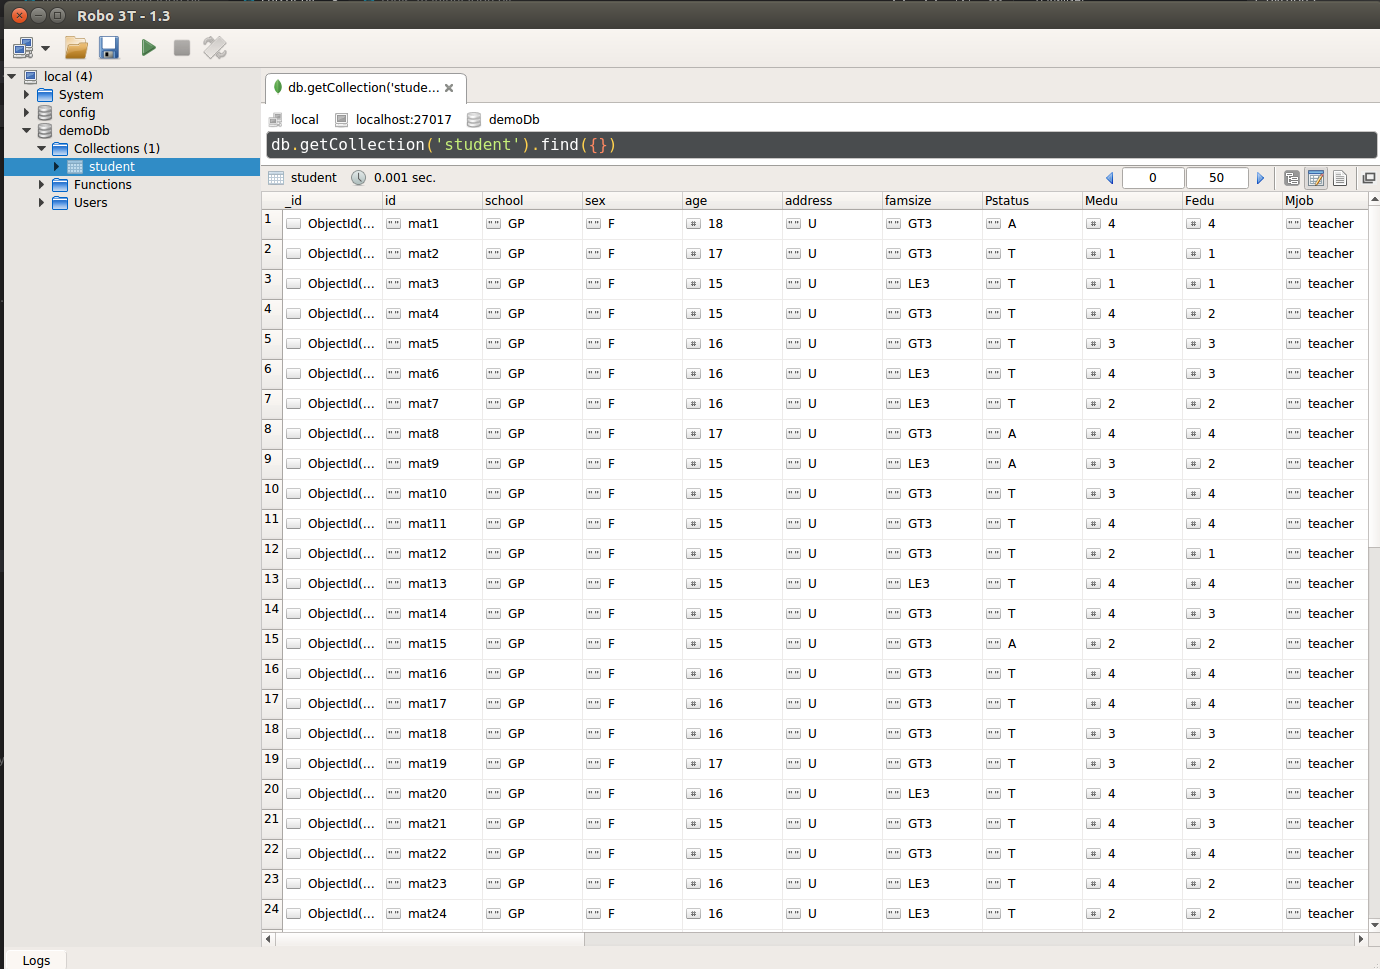 Robo 3T - 1.3
local (4)
System
config
demoDb
Collections (1)
student
Functions
Users
db.getCollection('stude...
local localhost:27017 demoDb
db.getCollection('student').find({})
student 0.001 sec. 0 50
_id id school sex age address famsize Pstatus Medu Fedu Mjob
1 ObjectId(... mat1 GP F 18 U GT3 A 4 4 teacher
2 ObjectId(... mat2 GP F 17 U GT3 T 1 1 teacher
3 ObjectId(... mat3 GP F 15 U LE3 T 1 1 teacher
4 ObjectId(... mat4 GP F 15 U GT3 T 4 2 teacher
5 ObjectId(... mat5 GP F 16 U GT3 T 3 3 teacher
6 ObjectId(... mat6 GP F 16 U LE3 T 4 3 teacher
7 ObjectId(... mat7 GP F 16 U LE3 T 2 2 teacher
8 ObjectId(... mat8 GP F 17 U GT3 A 4 4 teacher
9 ObjectId(... mat9 GP F 15 U LE3 A 3 2 teacher
10 ObjectId(... mat10 GP F 15 U GT3 T 3 4 teacher
11 ObjectId(... mat11 GP F 15 U GT3 T 4 4 teacher
12 ObjectId(... mat12 GP F 15 U GT3 T 2 1 teacher
13 ObjectId(... mat13 GP F 15 U LE3 T 4 4 teacher
14 ObjectId(... mat14 GP F 15 U GT3 T 4 3 teacher
15 ObjectId(... mat15 GP F 15 U GT3 A 2 2 teacher
16 ObjectId(... mat16 GP F 16 U GT3 T 4 4 teacher
17 ObjectId(... mat17 GP F 16 U GT3 T 4 4 teacher
18 ObjectId(... mat18 GP F 16 U GT3 T 3 3 teacher
19 ObjectId(... mat19 GP F 17 U GT3 T 3 2 teacher
20 ObjectId(... mat20 GP F 16 U LE3 T 4 3 teacher
21 ObjectId(... mat21 GP F 15 U GT3 T 4 3 teacher
22 ObjectId(... mat22 GP F 15 U GT3 T 4 4 teacher
23 ObjectId(... mat23 GP F 16 U LE3 T 4 2 teacher
24 ObjectId(... mat24 GP F 16 U LE3 T 2 2 teacher
Logs